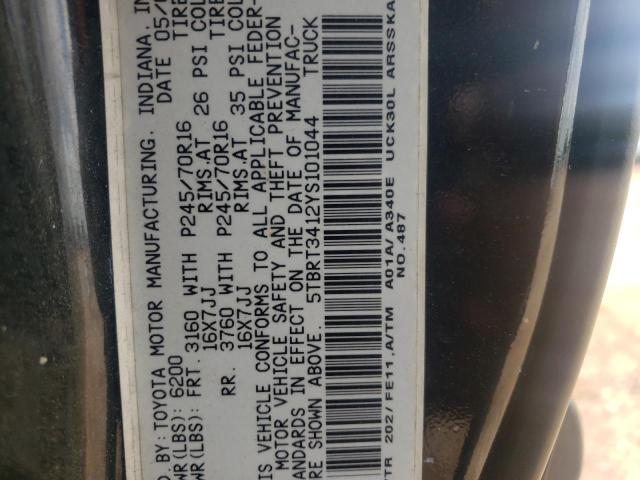 D. BY: TOYOTA MOTOR MANUFACTURING. INDIANA. IN
WR(LBS): 6200 DATE 05/
WR(LBS): FRT. 3160 WITH P245/70R16 TIRE
16X7JJ RIMS.AT 26 PSI COL
RR. 3760 WITH P245/70R16 TIRE
16X7JJ RIMS.AT 35 PSI COL
IS VEHICLE CONFORMS TO ALL APPLICABLE FEDER-
MOTOR VEHICLE SAFETY AND THEFT PREVENTION
ANDARDS IN EFFECT ON THE DATE OF MANUFAC-
RE SHOWN ABOVE. 5TBRT3412YS101044 TRUCK
TR 202/ FE11 ,A/TM A01A/ A340E UCK30L ARSSKA
NO.487